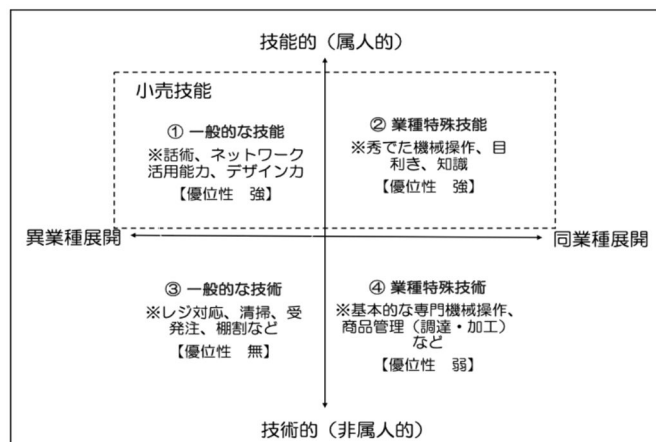 技能的（属人的）
小売技能
① 一般的な技能
※話術、ネットワーク
活用能力、デザイン力
【優位性　強】
② 業種特殊技能
※秀でた機械操作、目
利き、知識
【優位性　強】
異業種展開
同業種展開
③ 一般的な技術
※レジ対応、清掃、受
発注、棚割など
【優位性　無】
④ 業種特殊技術
※基本的な専門機械操作、
商品管理（調達・加工）
など
【優位性　弱】
技術的（非属人的）